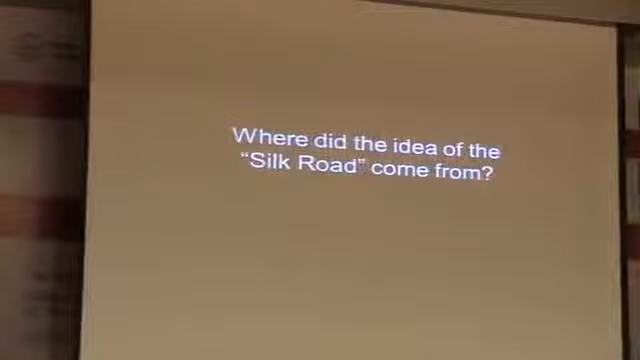 Where did the idea of the
“Silk Road” come from?